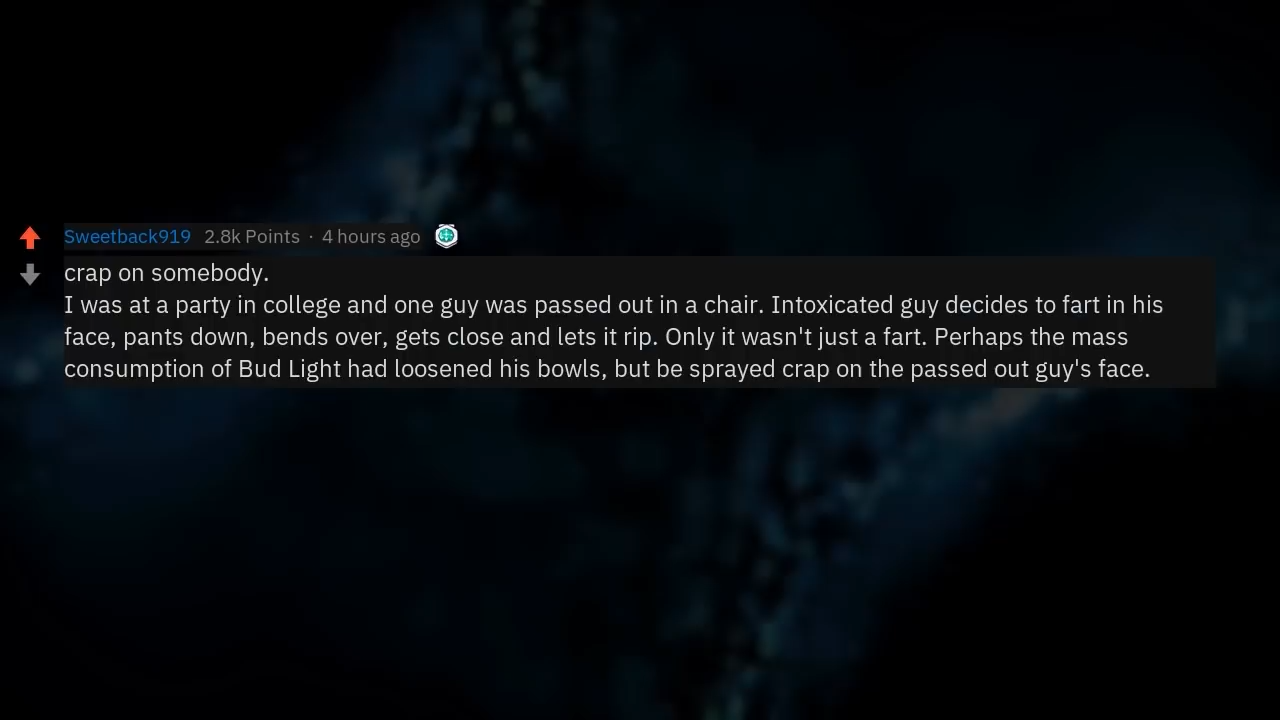 Sweetback919 2.8k Points · 4 hours ago
crap on somebody.
I was at a party in college and one guy was passed out in a chair. Intoxicated guy decides to fart in his
face, pants down, bends over, gets close and lets it rip. Only it wasn't just a fart. Perhaps the mass
consumption of Bud Light had loosened his bowls, but be sprayed crap on the passed out guy's face.